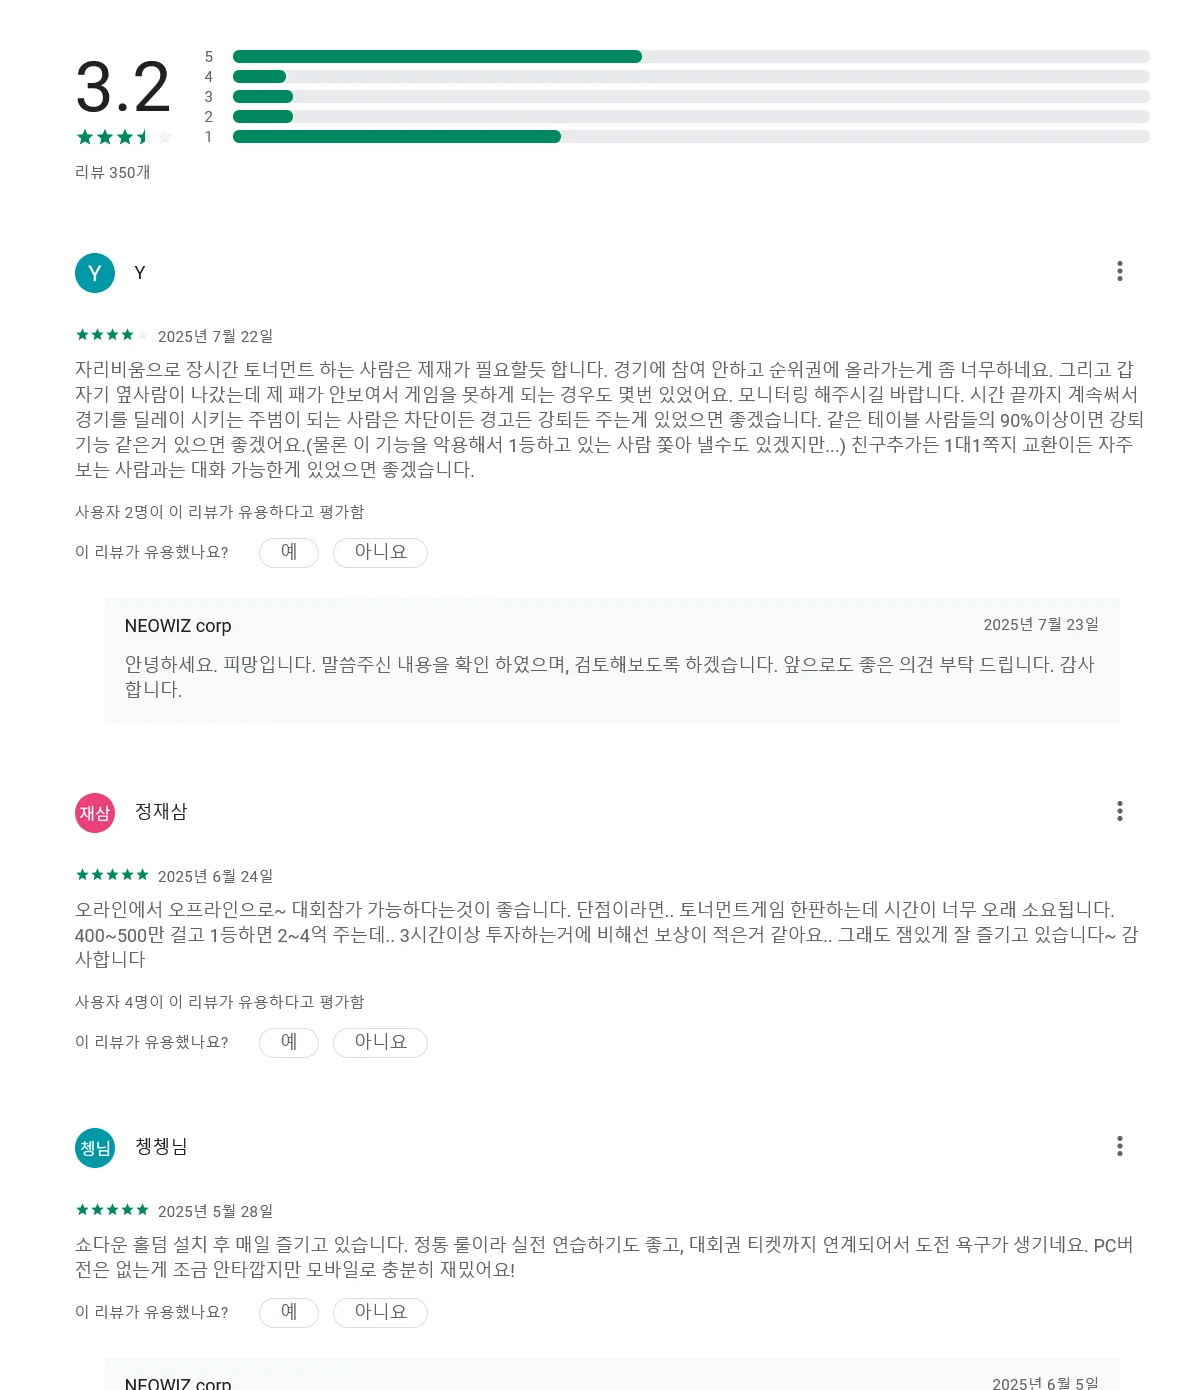 3.2
5
4
3
2
1
리뷰 350개
Y
Y
2025년 7월 22일
자리비움으로 장시간 토너먼트 하는 사람은 제재가 필요할듯 합니다. 경기에 참여 안하고 순위권에 올라가는게 좀 너무하네요. 그리고 갑
자기 옆사람이 나갔는데 제 패가 안보여서 게임을 못하게 되는 경우도 몇번 있었어요. 모니터링 해주시길 바랍니다. 시간 끝까지 계속써서
경기를 딜레이 시키는 주범이 되는 사람은 차단이든 경고든 강퇴든 주는게 있었으면 좋겠습니다. 같은 테이블 사람들의 90%이상이면 강퇴
기능 같은거 있으면 좋겠어요.(물론 이 기능을 악용해서 1등하고 있는 사람 쫓아 낼수도 있겠지만...) 친구추가든 1대1쪽지 교환이든 자주
보는 사람과는 대화 가능한게 있었으면 좋겠습니다.
사용자 2명이 이 리뷰가 유용하다고 평가함
이 리뷰가 유용했나요? 예 아니요
NEOWIZ corp 2025년 7월 23일
안녕하세요. 피망입니다. 말씀주신 내용을 확인 하였으며, 검토해보도록 하겠습니다. 앞으로도 좋은 의견 부탁 드립니다. 감사
합니다.
재삼
정재삼
2025년 6월 24일
오라인에서 오프라인으로~ 대회참가 가능하다는것이 좋습니다. 단점이라면.. 토너먼트게임 한판하는데 시간이 너무 오래 소요됩니다.
400~500만 걸고 1등하면 2~4억 주는데.. 3시간이상 투자하는거에 비해선 보상이 적은거 같아요.. 그래도 잼있게 잘 즐기고 있습니다~ 감
사합니다
사용자 4명이 이 리뷰가 유용하다고 평가함
이 리뷰가 유용했나요? 예 아니요
쳉님
쳉쳉님
2025년 5월 28일
쇼다운 홀덤 설치 후 매일 즐기고 있습니다. 정통 룰이라 실전 연습하기도 좋고, 대회권 티켓까지 연계되어서 도전 욕구가 생기네요. PC버
전은 없는게 조금 안타깝지만 모바일로 충분히 재밌어요!
이 리뷰가 유용했나요? 예 아니요
NEOWIZ corp 2025년 6월 5일